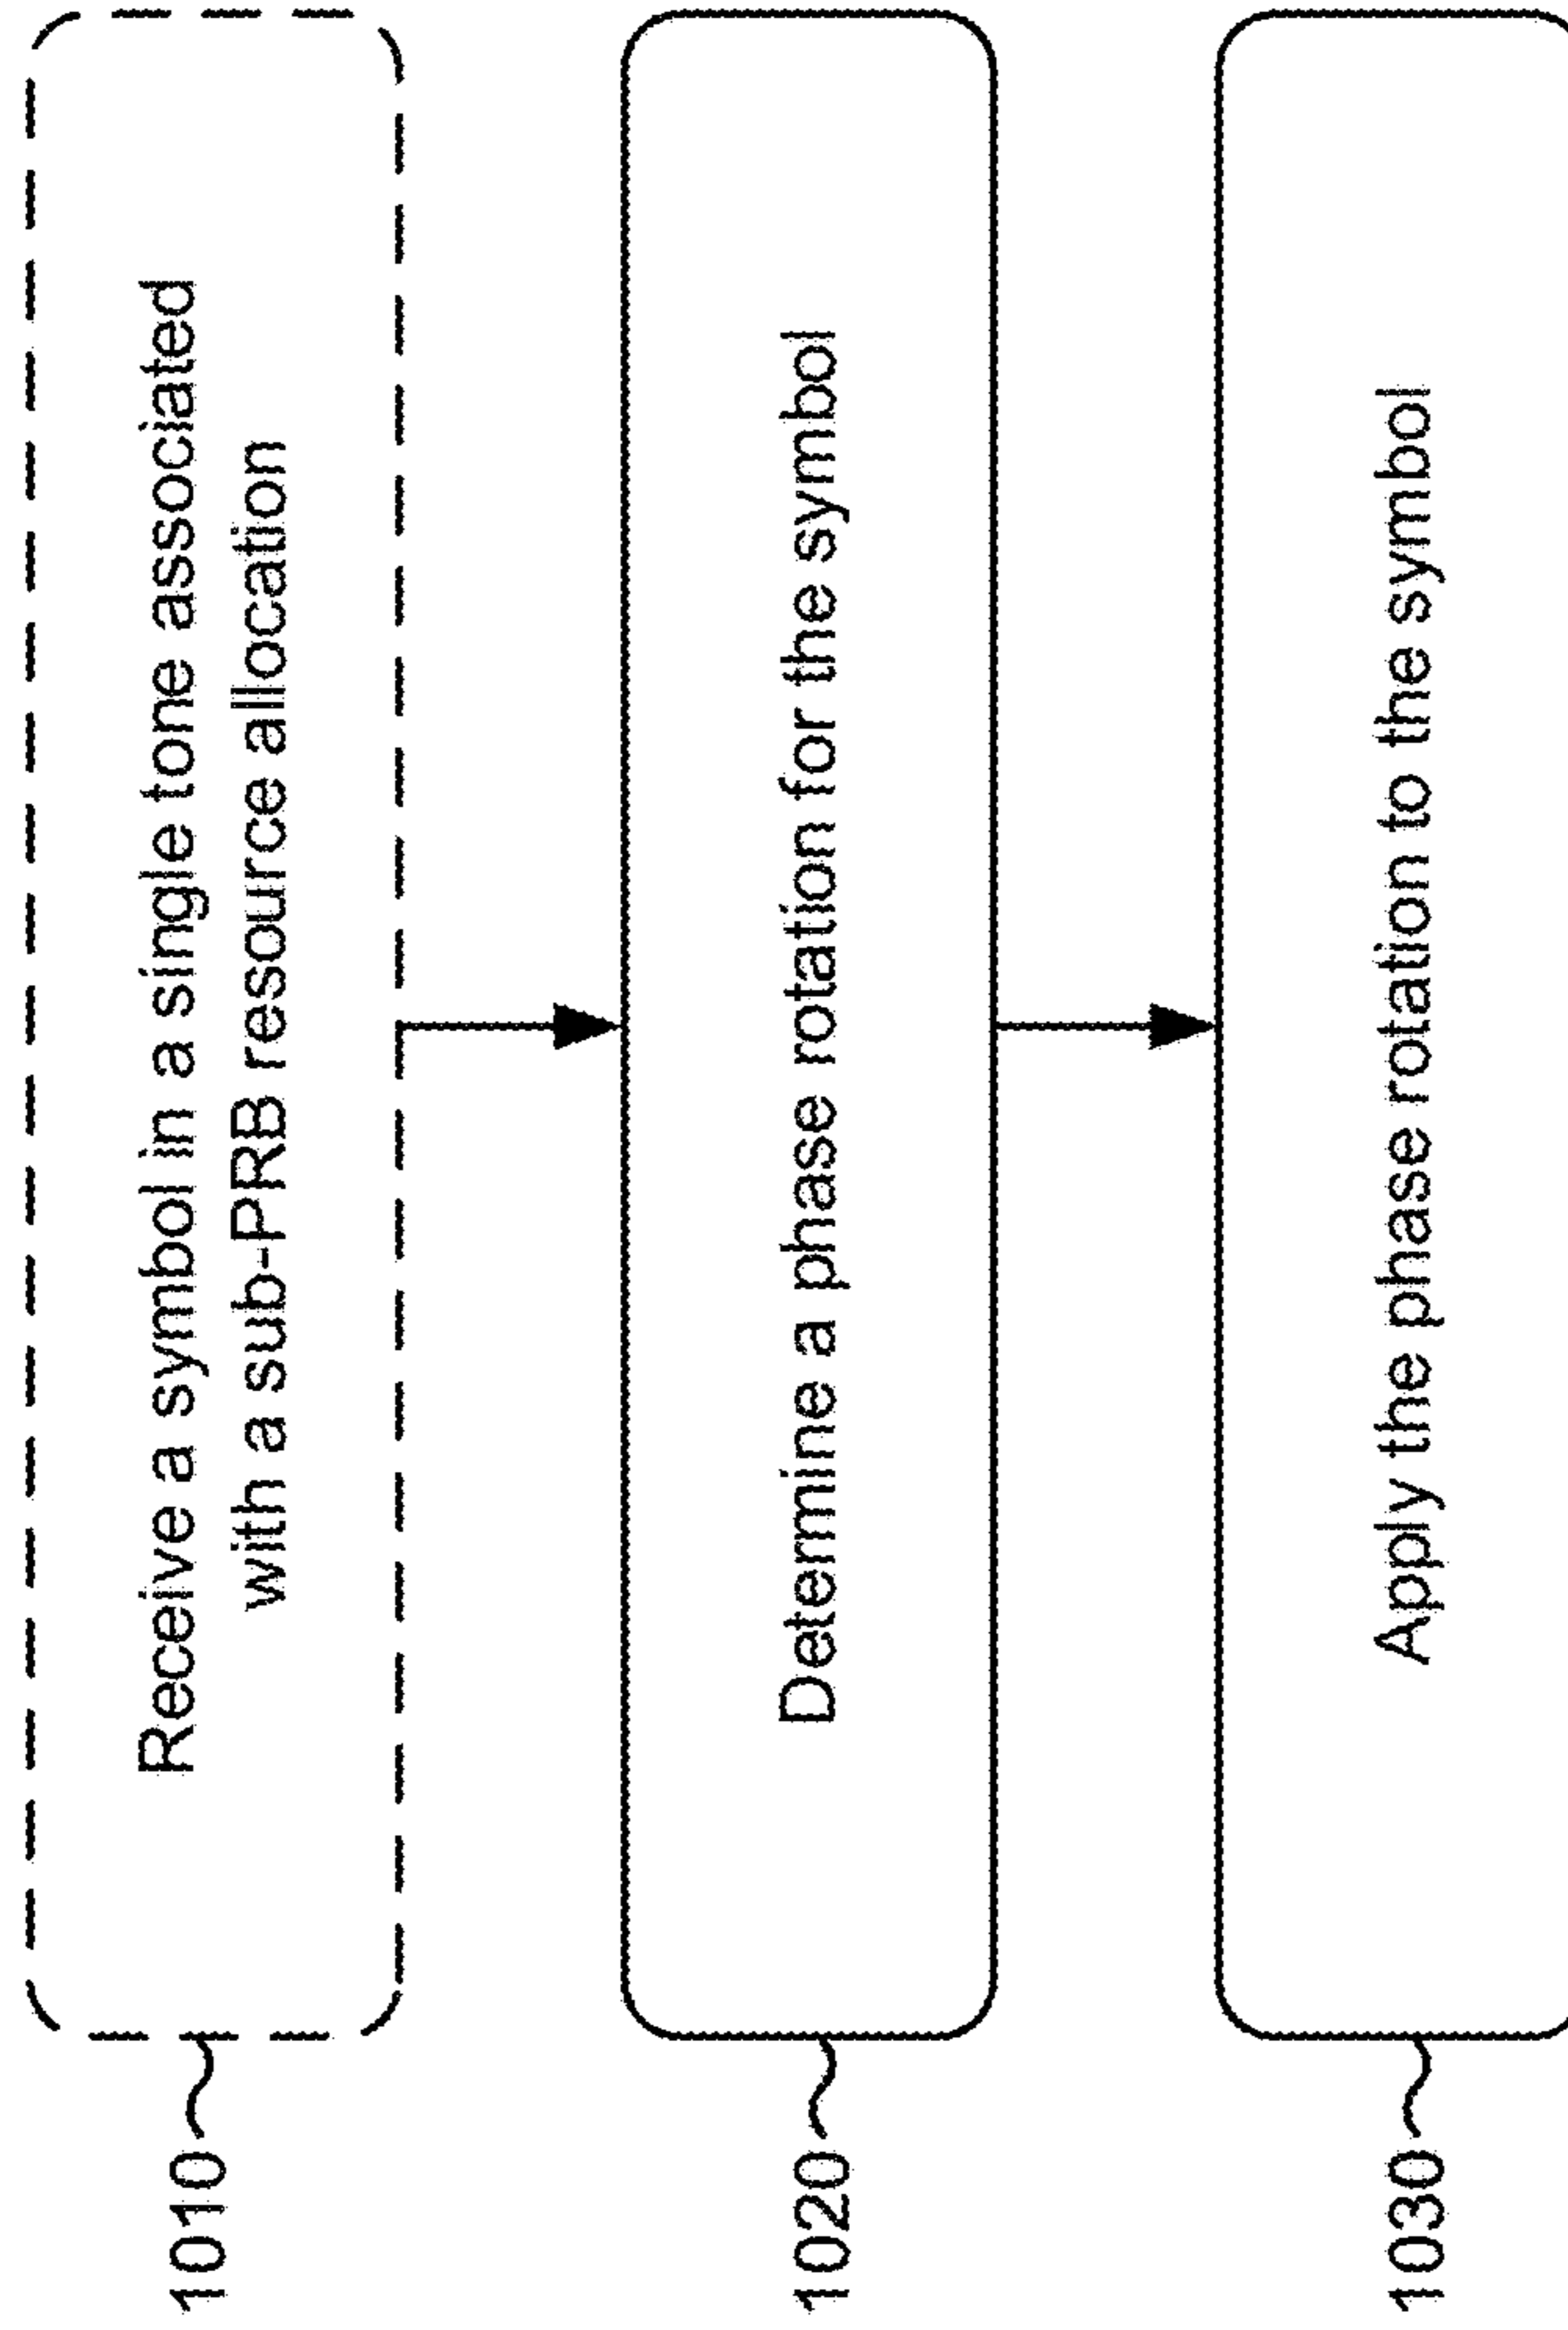 1010
Receive a symbol in a single tone associated
with a sub-PRB resource allocation
1020
Determine a phase rotation for the symbol
1030
Apply the phase rotation to the symbol